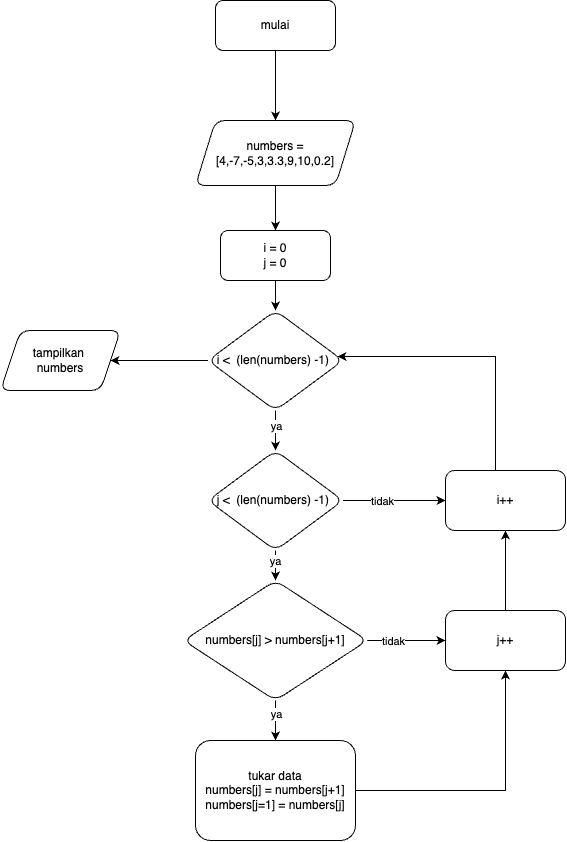 mulai
numbers =
[4,-7,-5,3,3.3,9,10,0.2]
i = 0
j = 0
i < (len(numbers) -1)
tampilkan
numbers
ya
j < (len(numbers) -1)
tidak
i++
ya
numbers[j] > numbers[j+1]
tidak
j++
ya
tukar data
numbers[j] = numbers[j+1]
numbers[j=1] = numbers[j]